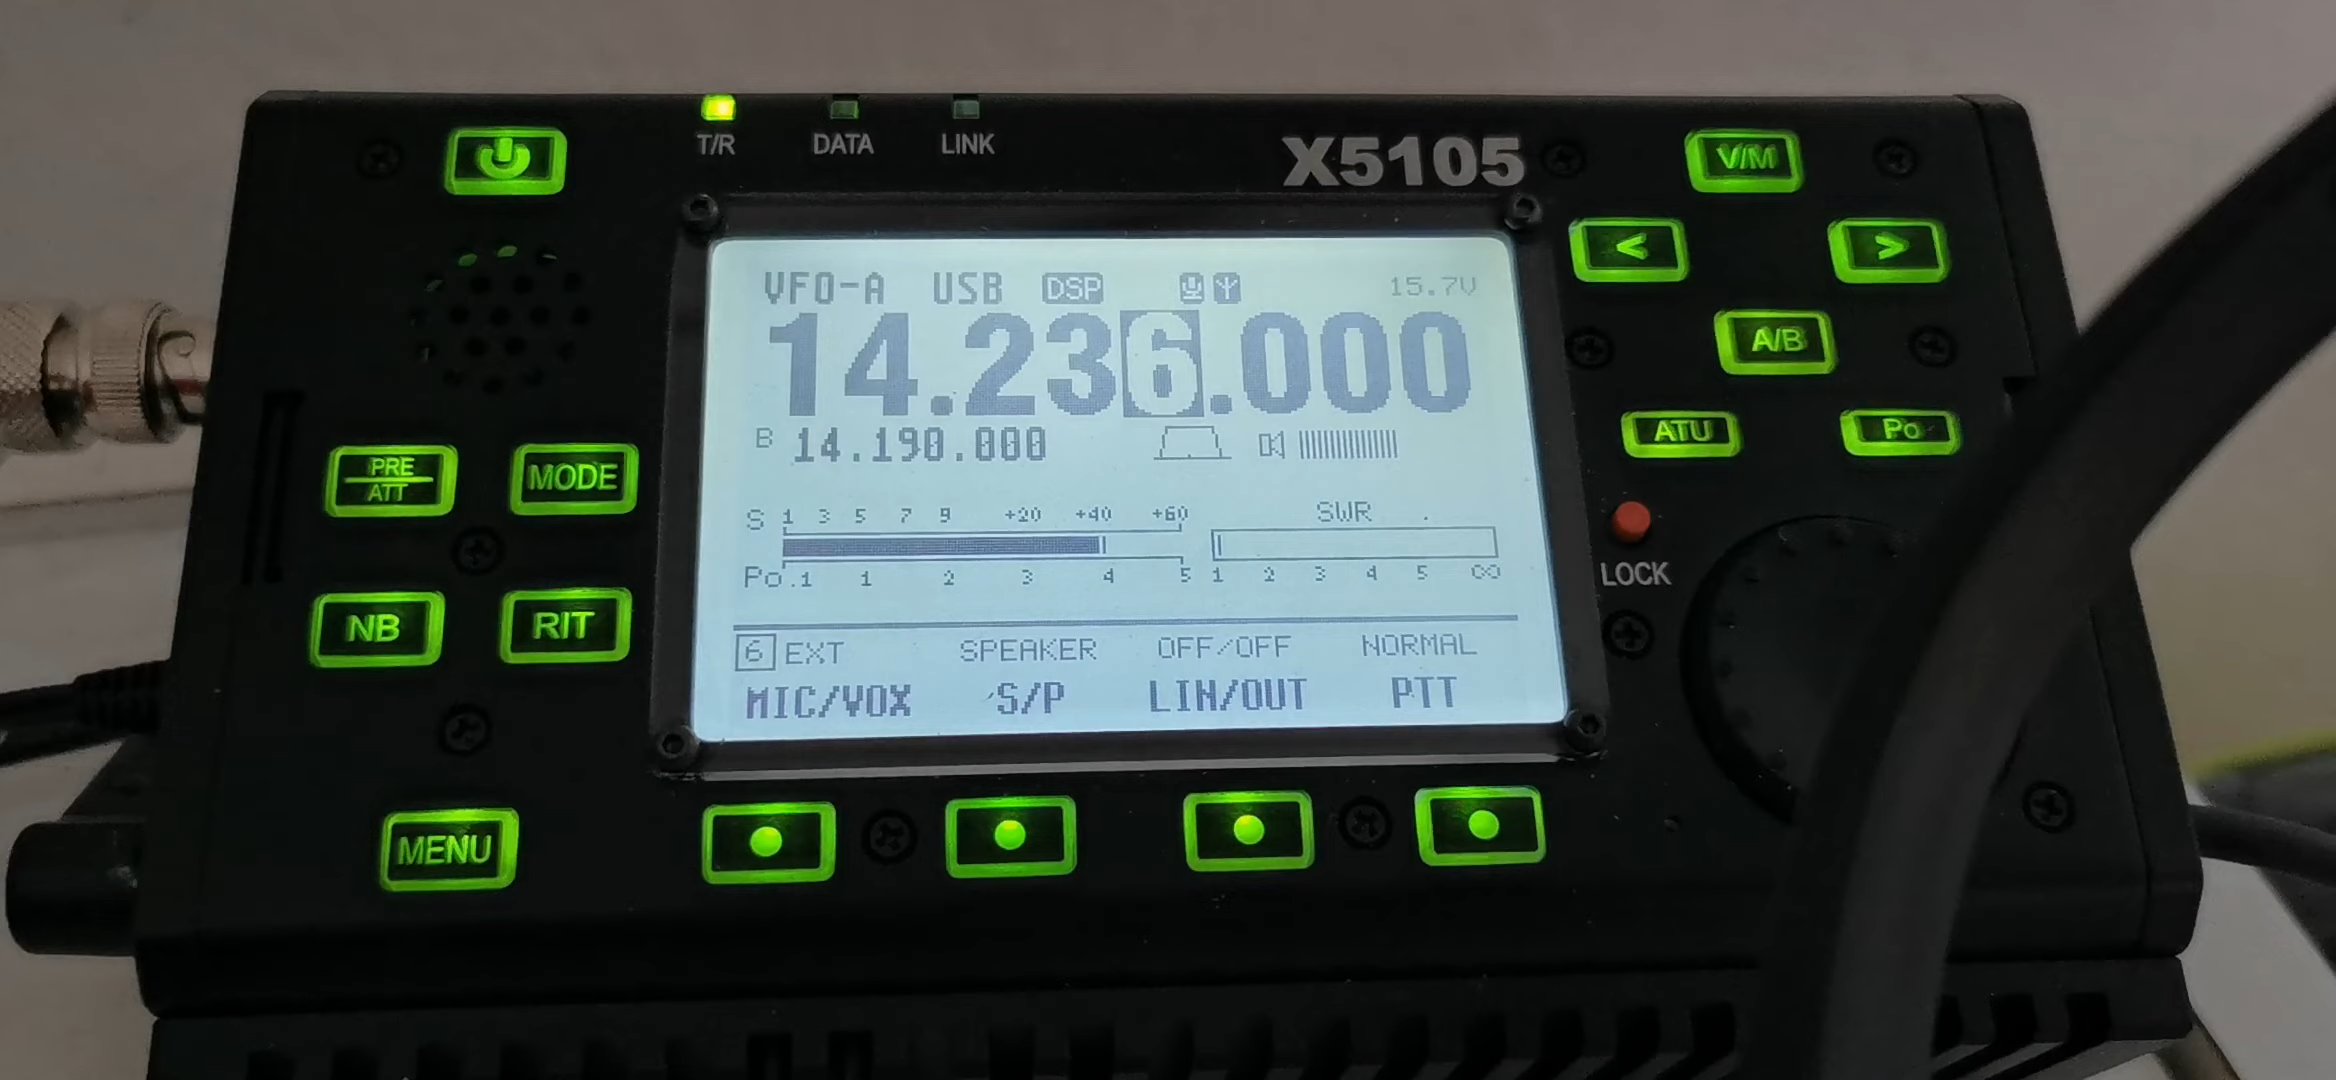 T/R DATA LINK
X5105
V/M
< >
A/B
ATU Po
LOCK
PRE
ATT
MODE
NB RIT
MENU
VFO-A USB DSP 15.7V
14.236.000
B 14.190.000
S 1 3 5 7 9 +20 +40 +60 SWR
Po .1 1 2 3 4 5 1 2 3 4 5 ∞
6 EXT SPEAKER OFF/OFF NORMAL
MIC/VOX S/P LIN/OUT PTT